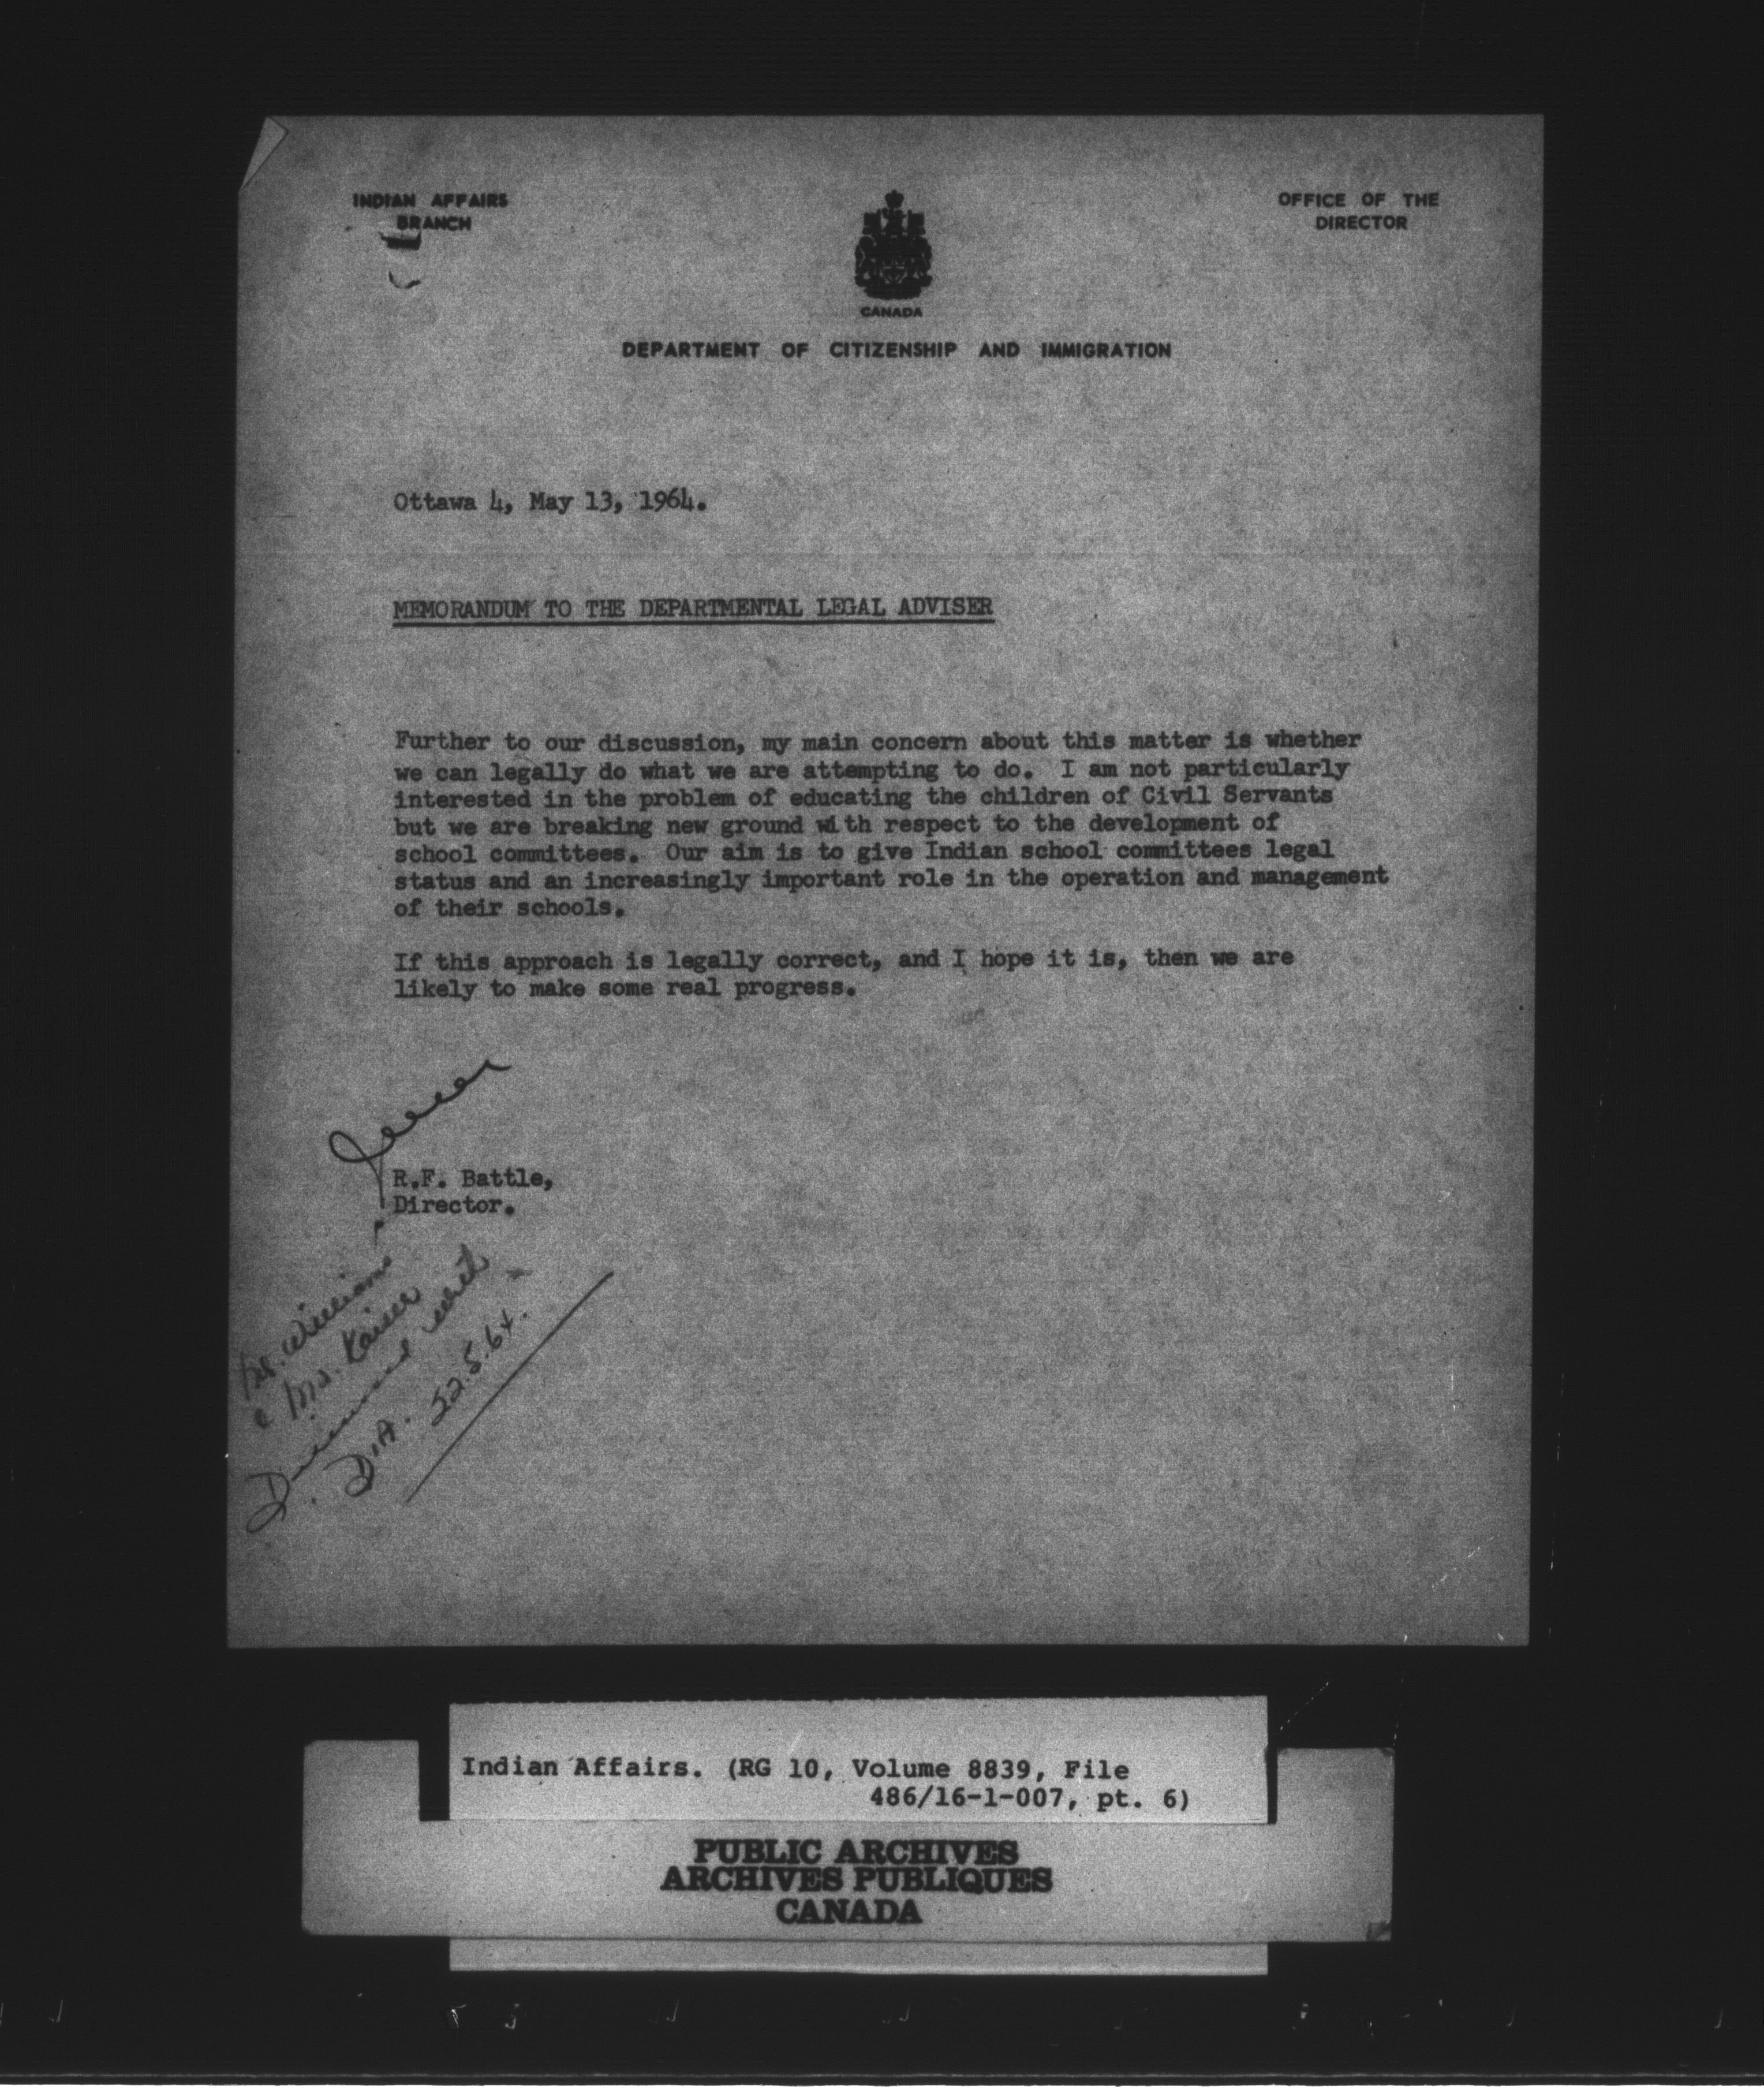 INDIAN AFFAIRS
BRANCH
OFFICE OF THE
DIRECTOR
CANADA
DEPARTMENT OF CITIZENSHIP AND IMMIGRATION
Ottawa 4, May 13, 1964.
MEMORANDUM TO THE DEPARTMENTAL LEGAL ADVISER
Further to our discussion, my main concern about this matter is whether
we can legally do what we are attempting to do. I am not particularly
interested in the problem of educating the children of Civil Servants
but we are breaking new ground with respect to the development of
school committees. Our aim is to give Indian school committees legal
status and an increasingly important role in the operation and management
of their schools.
If this approach is legally correct, and I hope it is, then we are
likely to make some real progress.
R.F. Battle,
Director.
Mr. Williams
Discussed with
D.A. 22.5.64.
Indian Affairs. (RG 10, Volume 8839, File
486/16-1-007, pt. 6)
PUBLIC ARCHIVES
ARCHIVES PUBLIQUES
CANADA